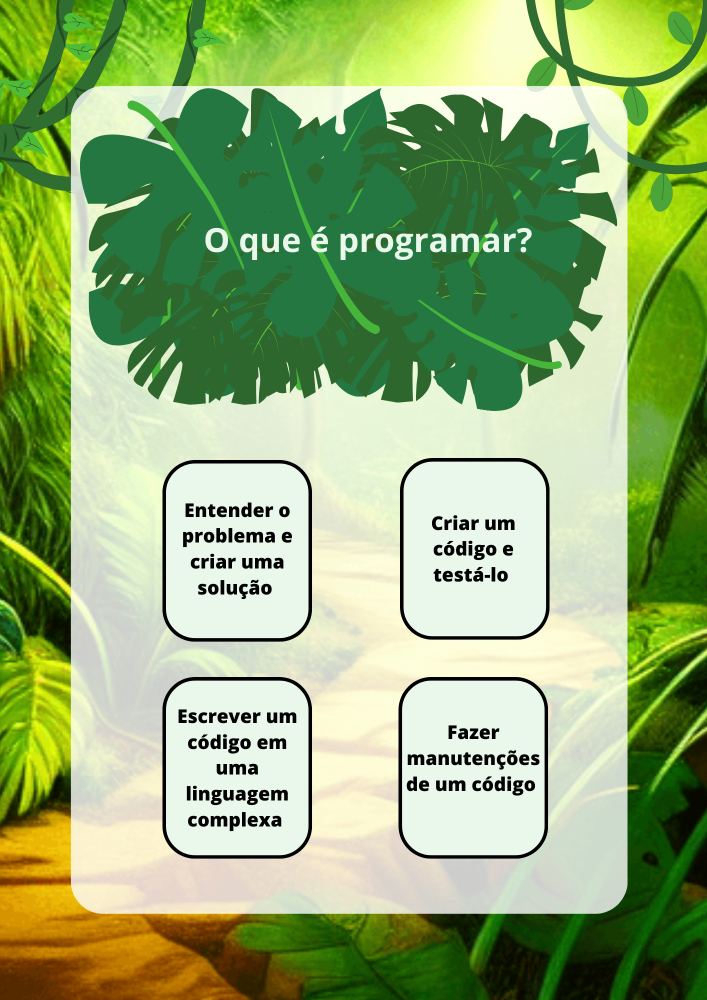 O que é programar?
Entender o
problema e
criar uma
solução
Criar um
código e
testá-lo
Escrever um
código em
uma
linguagem
complexa
Fazer
manutenções
de um código